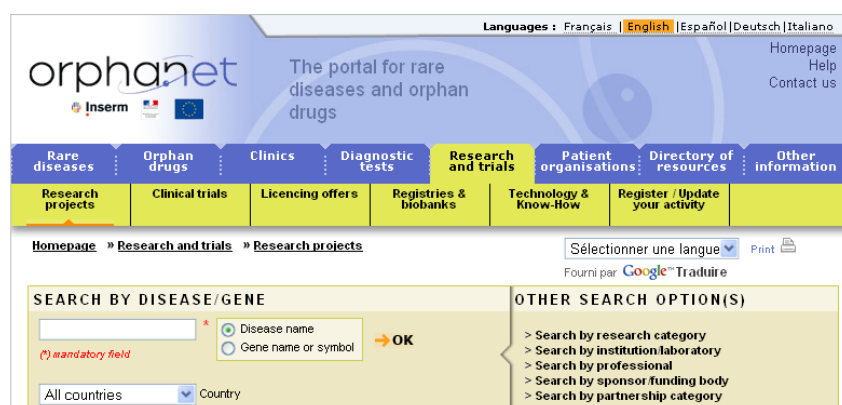 Languages : Français | English |Español|Deutsch|Italiano
Homepage
Help
Contact us
orphanet
Inserm
The portal for rare
diseases and orphan
drugs
Rare
diseases
Orphan
drugs
Clinics
Diagnostic
tests
Research
and trials
Patient
organisations
Directory of
resources
Other
information
Research
projects
Clinical trials
Licencing offers
Registries &
biobanks
Technology &
Know-How
Register / Update
your activity
Homepage » Research and trials » Research projects
Sélectionner une langue
Print
Fourni par Google™ Traduire
SEARCH BY DISEASE/GENE
* Disease name
Gene name or symbol
OK
(*) mandatory field
All countries Country
OTHER SEARCH OPTION(S)
> Search by research category
> Search by institution/laboratory
> Search by professional
> Search by sponsor/funding body
> Search by partnership category